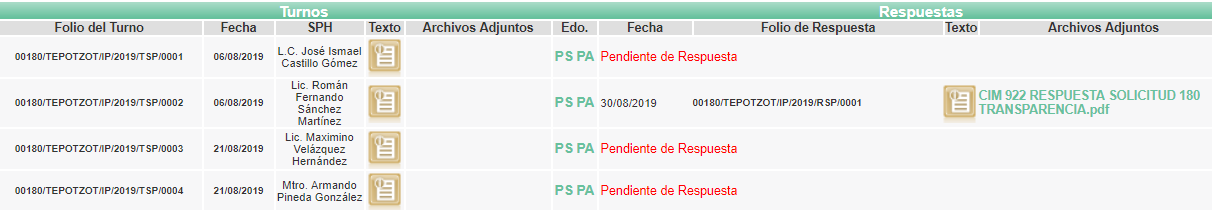 Turnos Respuestas
Folio del Turno Fecha SPH Texto Archivos Adjuntos Edo. Fecha Folio de Respuesta Texto Archivos Adjuntos
00180/TEPOTZOT/IP/2019/TSP/0001 06/08/2019 L.C. José Ismael PS PA Pendiente de Respuesta
Castillo Gómez
Lic. Román
00180/TEPOTZOT/IP/2019/TSP/0002 06/08/2019 Fernando PS PA 30/08/2019 00180/TEPOTZOT/IP/2019/RSP/0001 CIM 922 RESPUESTA SOLICITUD 180
Sánchez TRANSPARENCIA.pdf
Martínez
Lic. Maximino
00180/TEPOTZOT/IP/2019/TSP/0003 21/08/2019 Velázquez PS PA Pendiente de Respuesta
Hernández
00180/TEPOTZOT/IP/2019/TSP/0004 21/08/2019 Mtro. Armando PS PA Pendiente de Respuesta
Pineda González